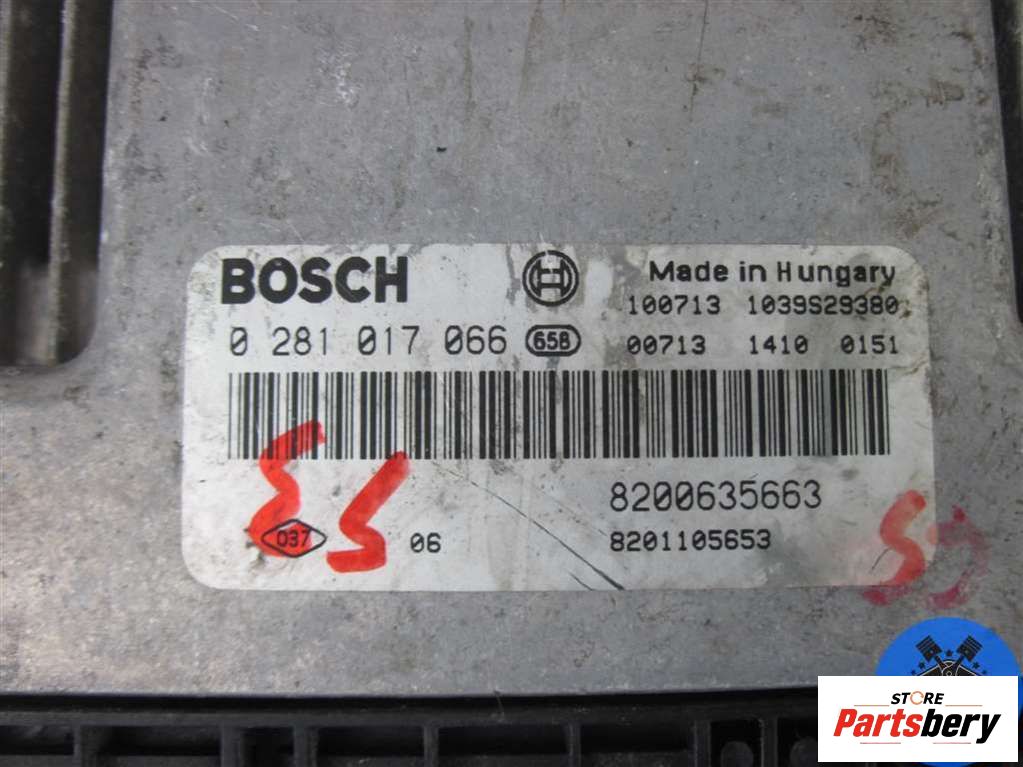 BOSCH
Made in Hungary
100713 1039S29380
0 281 017 066 658
00713 1410 0151
8200635663
037 06
8201105653
STORE
Partsbery